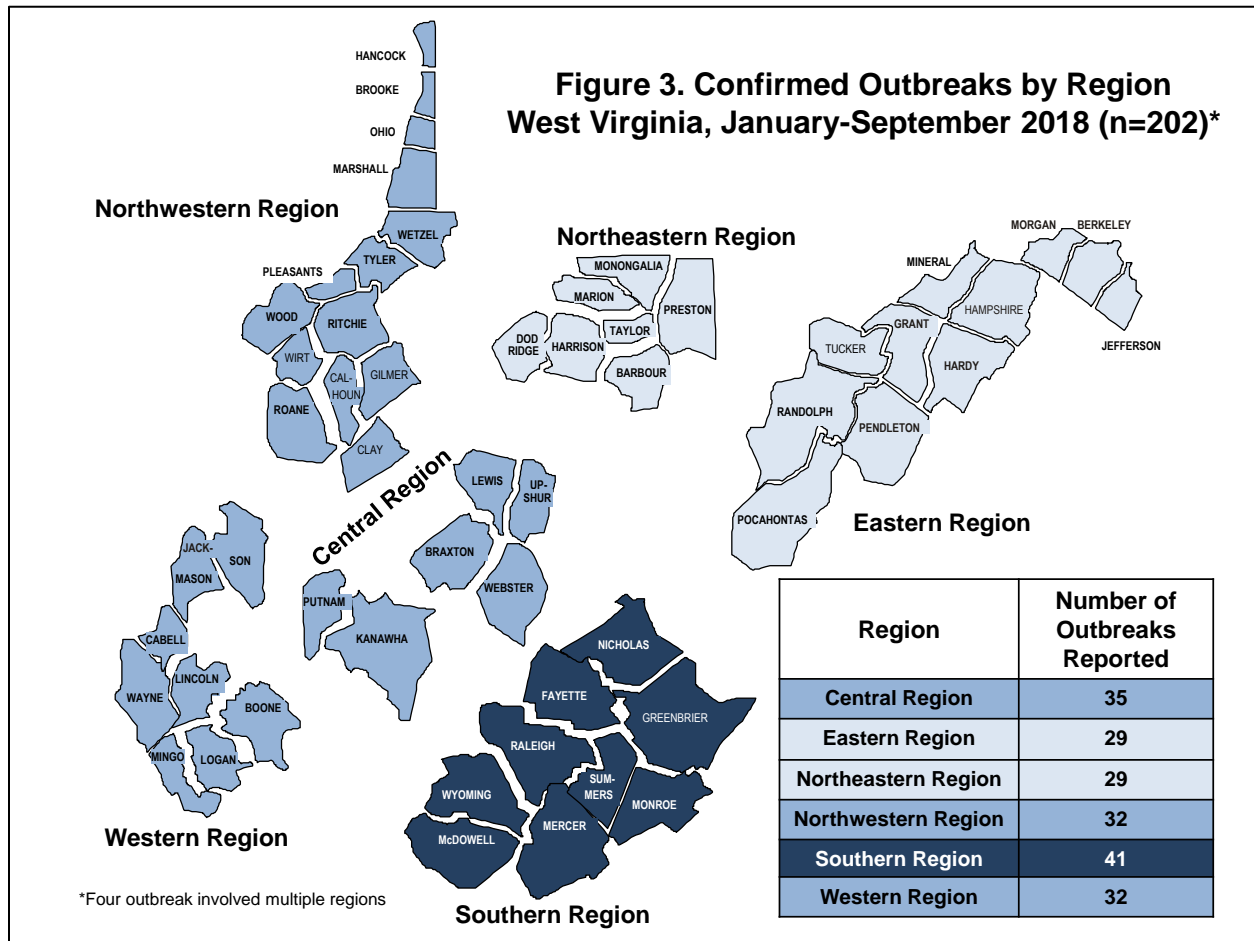 Figure 3. Confirmed Outbreaks by Region
West Virginia, January-September 2018 (n=202)*
HANCOCK
BROOKE
OHIO
MARSHALL
Northwestern Region
WETZEL
TYLER
PLEASANTS
WOOD
RITCHIE
WIRT
CAL-
HOUN
GILMER
ROANE
CLAY
Northeastern Region
MONONGALIA
MARION
PRESTON
TAYLOR
DOD
RIDGE
HARRISON
BARBOUR
MORGAN
BERKELEY
MINERAL
HAMPSHIRE
GRANT
JEFFERSON
TUCKER
HARDY
RANDOLPH
PENDLETON
POCAHONTAS
Eastern Region
Central Region
LEWIS
UP-
SHUR
BRAXTON
WEBSTER
PUTNAM
KANAWHA
JACK-
SON
MASON
CABELL
LINCOLN
WAYNE
BOONE
MINGO
LOGAN
Western Region
NICHOLAS
FAYETTE
GREENBRIER
RALEIGH
SUM-
MERS
WYOMING
MONROE
MERCER
McDOWELL
Southern Region
Region
Number of
Outbreaks
Reported
Central Region 35
Eastern Region 29
Northeastern Region 29
Northwestern Region 32
Southern Region 41
Western Region 32
*Four outbreak involved multiple regions